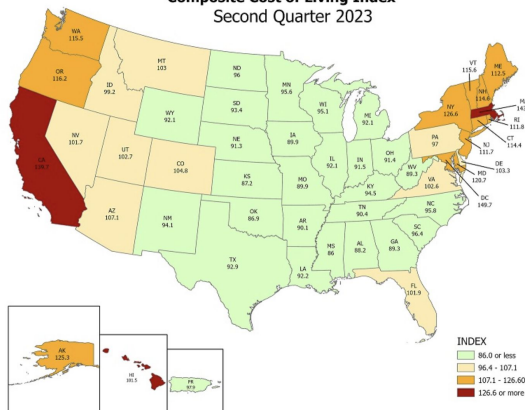 Composite Cost of Living Index
Second Quarter 2023
WA
115.5
OR
116.2
MT
103
ID
99.2
WY
92.1
NV
101.7
UT
102.7
CO
104.8
AZ
107.1
NM
94.1
ND
96
SD
93.4
NE
91.3
KS
87.2
OK
86.9
TX
92.9
MN
95.6
IA
89.9
MO
89.9
AR
90.1
LA
92.2
WI
95.1
IL
92.1
MI
92.1
IN
91.5
OH
91.4
KY
94.5
TN
90.4
MS
86
AL
88.2
GA
89.3
FL
101.9
SC
96.4
NC
95.8
VA
102.6
WV
89.3
PA
97
NY
126.6
VT
115.6
NH
114.6
ME
112.5
RI
111.8
CT
114.4
NJ
111.7
DE
103.3
MD
120.7
DC
149.7
AK
125.3
HI
PR
INDEX
86.0 or less
96.4 - 107.1
107.1 - 126.60
126.6 or more